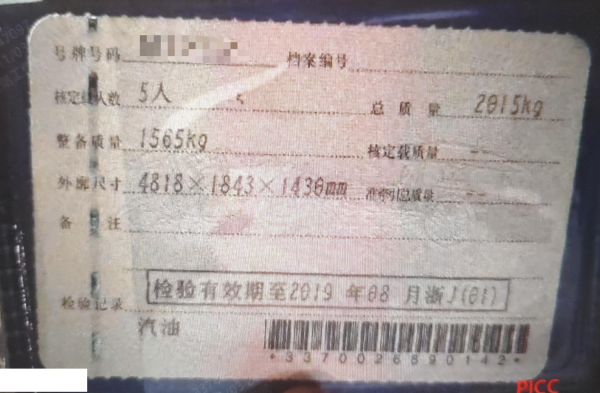 号牌号码 档案编号
核定载人数 5人 总质量 2015kg
整备质量 1565kg 核定载质量 --
外廓尺寸 4818×1843×1430mm 准牵引总质量 --
备注
检验记录 检验有效期至2019 年08 月浙J(01)
汽油
*3370026890142*
PICC